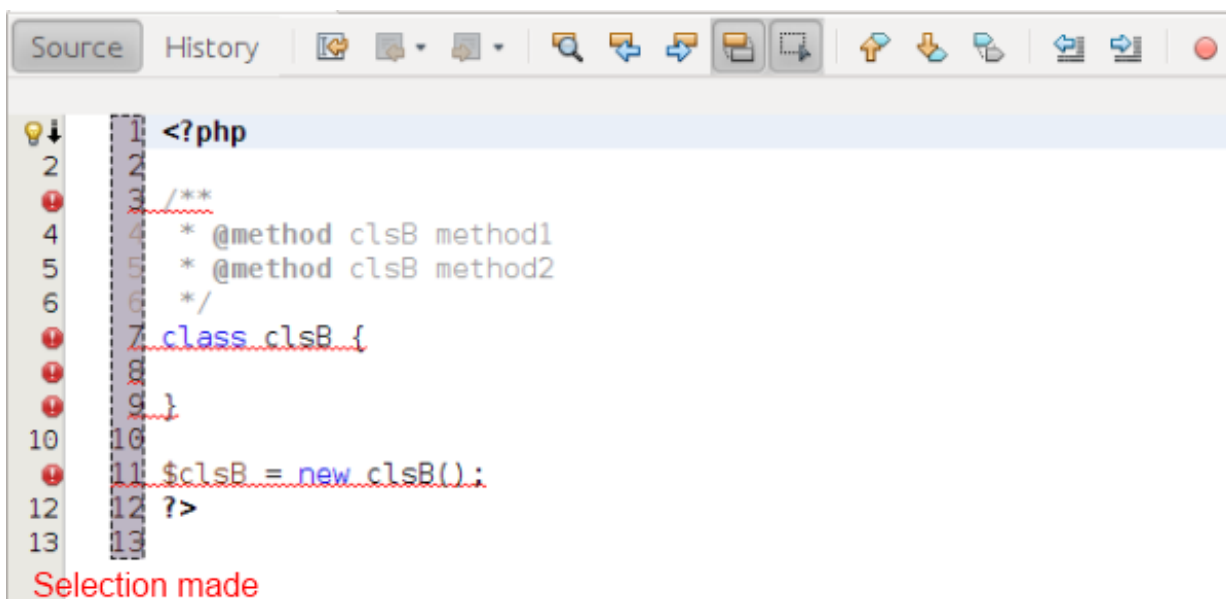 Source History
1 <?php
2 2
3 /**
4 4 * @method clsB method1
5 5 * @method clsB method2
6 6 */
7 class clsB {
8
9 }
10 10
11 $clsB = new clsB();
12 12 ?>
13 13
Selection made